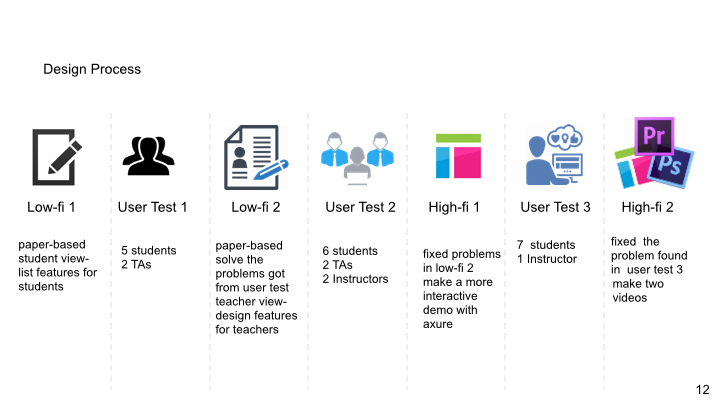 Design Process
Pr
Ps
Low-fi 1
User Test 1
Low-fi 2
User Test 2
High-fi 1
User Test 3
High-fi 2
paper-based
student view-
list features for
students
5 students
2 TAs
paper-based
solve the
problems got
from user test
teacher view-
design features
for teachers
6 students
2 TAs
2 Instructors
fixed problems
in low-fi 2
make a more
interactive
demo with
axure
7 students
1 Instructor
fixed the
problem found
in user test 3
make two
videos
12